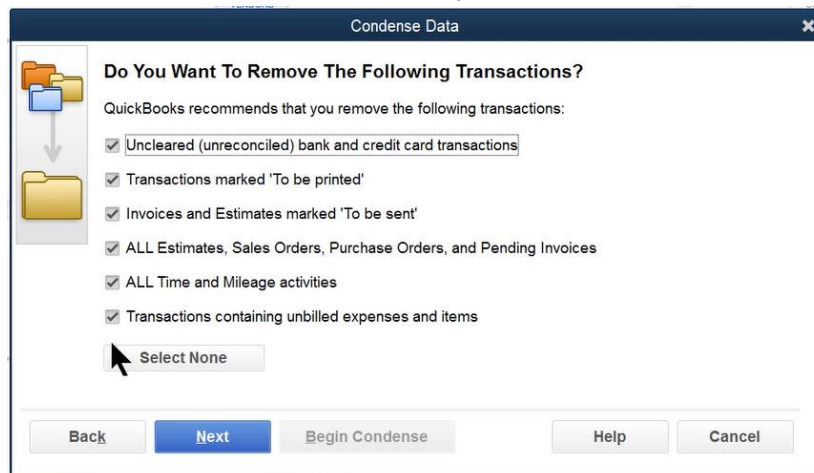 Condense Data
Do You Want To Remove The Following Transactions?
QuickBooks recommends that you remove the following transactions:
Uncleared (unreconciled) bank and credit card transactions
Transactions marked 'To be printed'
Invoices and Estimates marked 'To be sent'
ALL Estimates, Sales Orders, Purchase Orders, and Pending Invoices
ALL Time and Mileage activities
Transactions containing unbilled expenses and items
Select None
Back Next Begin Condense Help Cancel